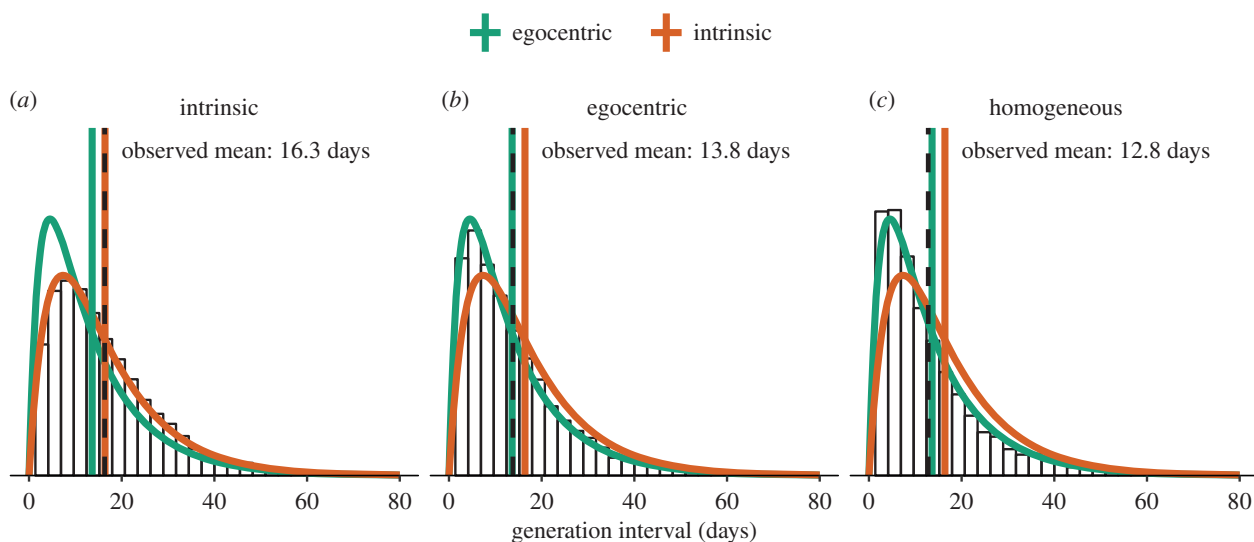 egocentric intrinsic
(a) (b) (c)
intrinsic egocentric homogeneous
observed mean: 16.3 days observed mean: 13.8 days observed mean: 12.8 days
0 20 40 60 80 0 20 40 60 80 0 20 40 60 80
generation interval (days)